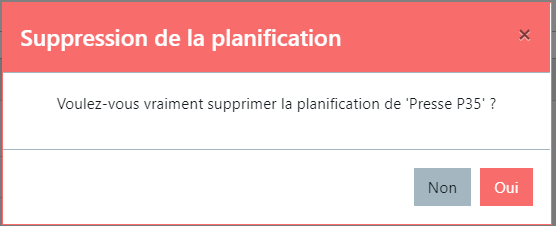 Suppression de la planification
×
Voulez-vous vraiment supprimer la planification de 'Presse P35' ?
Non Oui